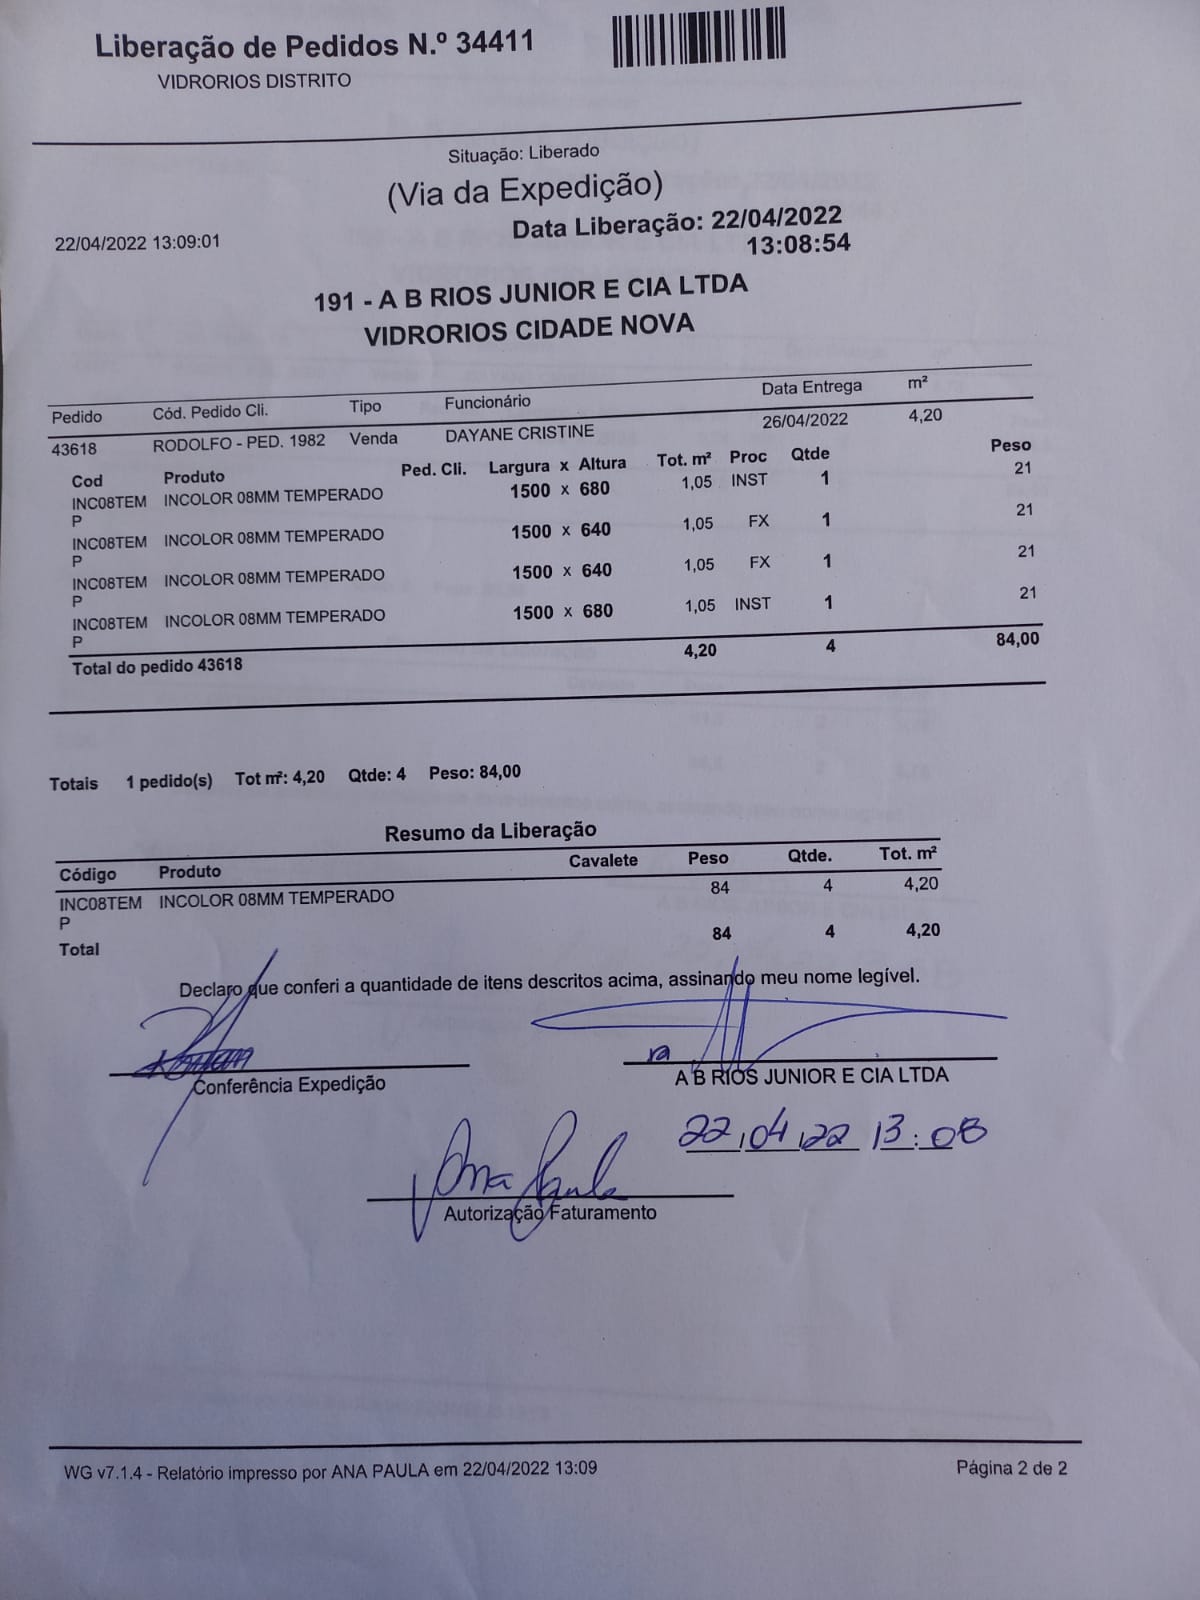 Liberação de Pedidos N.º 34411
VIDRORIOS DISTRITO
Situação: Liberado
(Via da Expedição)
22/04/2022 13:09:01
Data Liberação: 22/04/2022
13:08:54
191 - A B RIOS JUNIOR E CIA LTDA
VIDRORIOS CIDADE NOVA
Pedido Cód. Pedido Cli. Tipo Funcionário Data Entrega m²
43618 RODOLFO - PED. 1982 Venda DAYANE CRISTINE 26/04/2022 4,20
Cod Produto Ped. Cli. Largura x Altura Tot. m² Proc Qtde Peso
INC08TEM INCOLOR 08MM TEMPERADO 1500 x 680 1,05 INST 1 21
P
INC08TEM INCOLOR 08MM TEMPERADO 1500 x 640 1,05 FX 1 21
P
INC08TEM INCOLOR 08MM TEMPERADO 1500 x 640 1,05 FX 1 21
P
INC08TEM INCOLOR 08MM TEMPERADO 1500 x 680 1,05 INST 1 21
P
Total do pedido 43618 4,20 4 84,00
Totais 1 pedido(s) Tot m²: 4,20 Qtde: 4 Peso: 84,00
Resumo da Liberação
Código Produto Cavalete Peso Qtde. Tot. m²
INC08TEM INCOLOR 08MM TEMPERADO 84 4 4,20
P
Total 84 4 4,20
Declaro que conferi a quantidade de itens descritos acima, assinando meu nome legível.
Conferência Expedição
A B RIOS JUNIOR E CIA LTDA
22/04/22 13:08
Ana Paula
Autorização Faturamento
WG v7.1.4 - Relatório impresso por ANA PAULA em 22/04/2022 13:09
Página 2 de 2